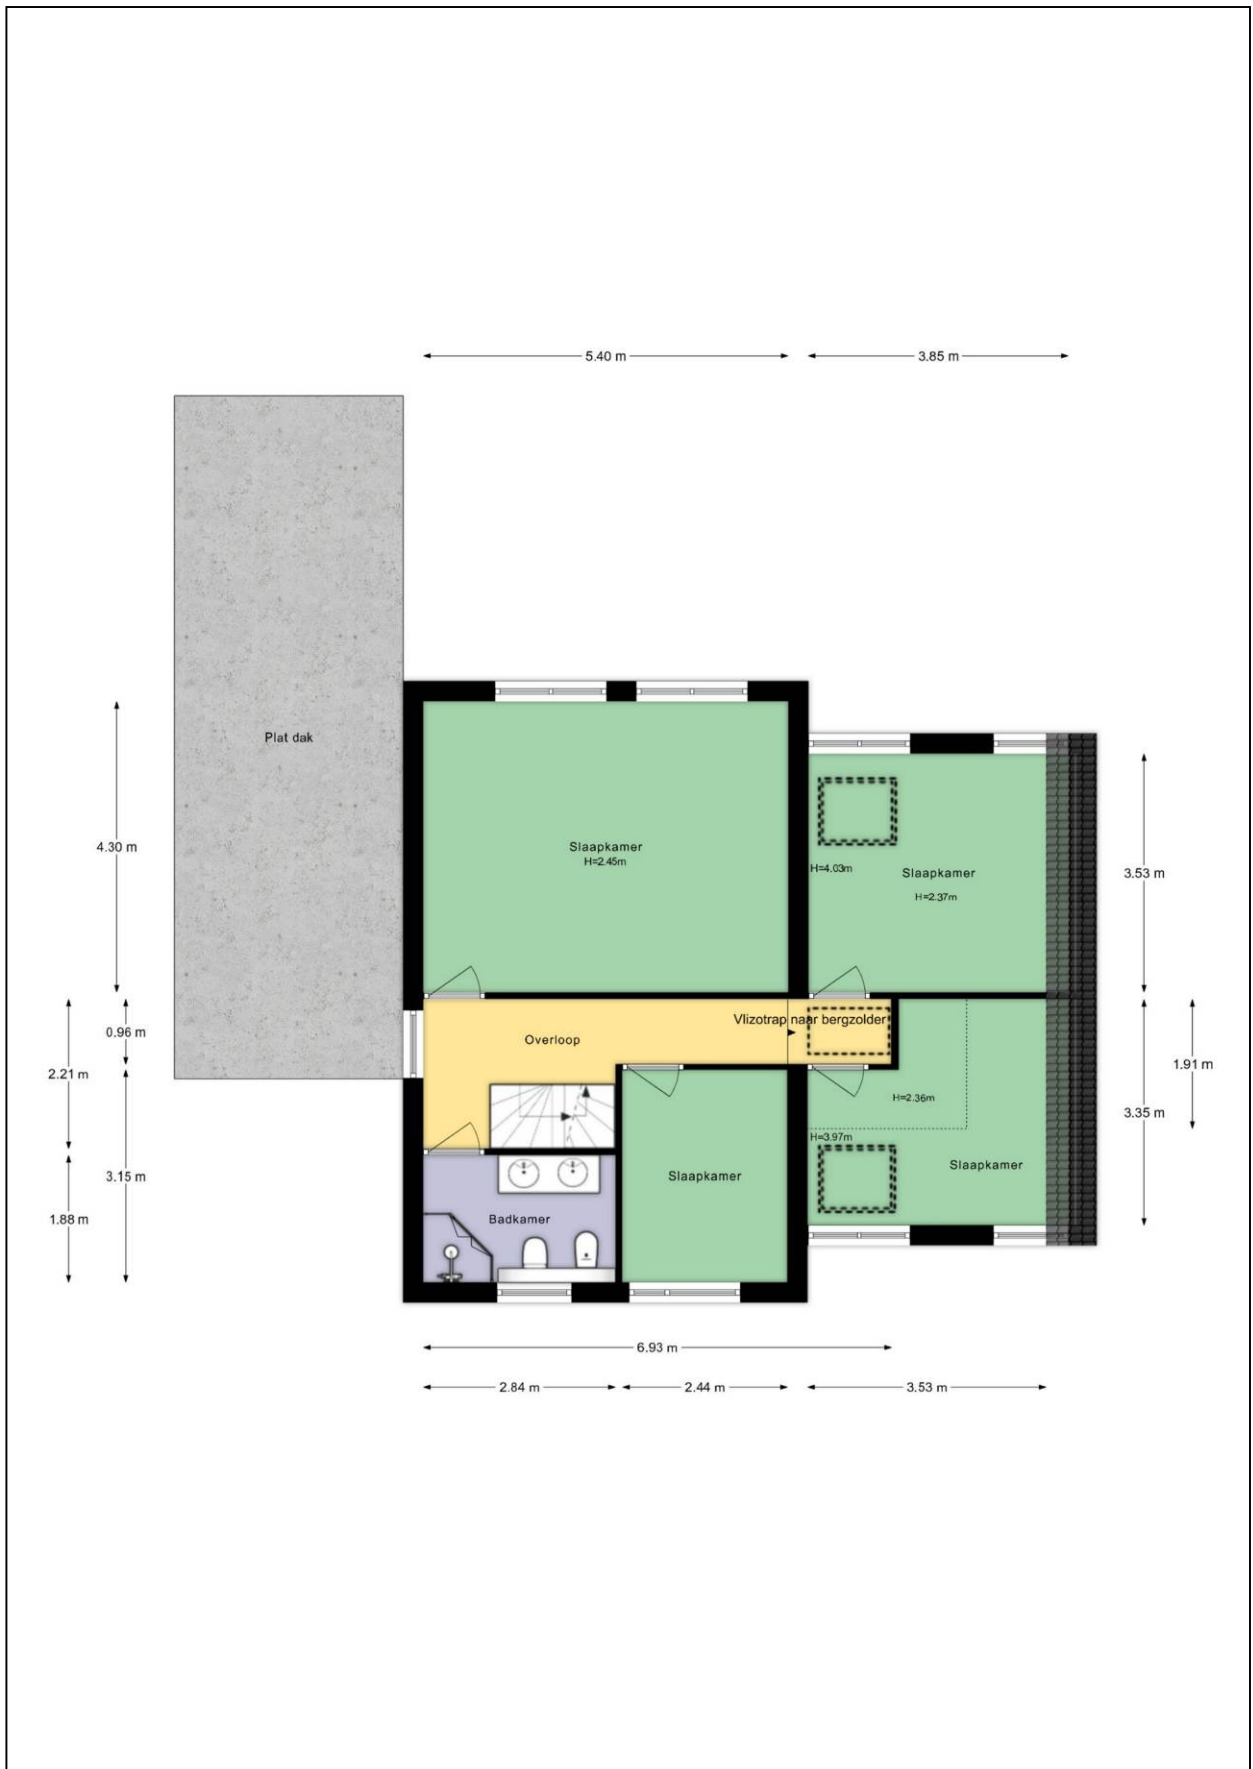 5.40 m
3.85 m
Plat dak
4.30 m
Slaapkamer
H=2.45m
H=4.03m
Slaapkamer
H=2.37m
3.53 m
Vlizotrap naar bergzolder
0.96 m
Overloop
2.21 m
1.91 m
H=2.36m
3.35 m
H=3.97m
Slaapkamer
3.15 m
Slaapkamer
1.88 m
Badkamer
6.93 m
2.84 m
2.44 m
3.53 m